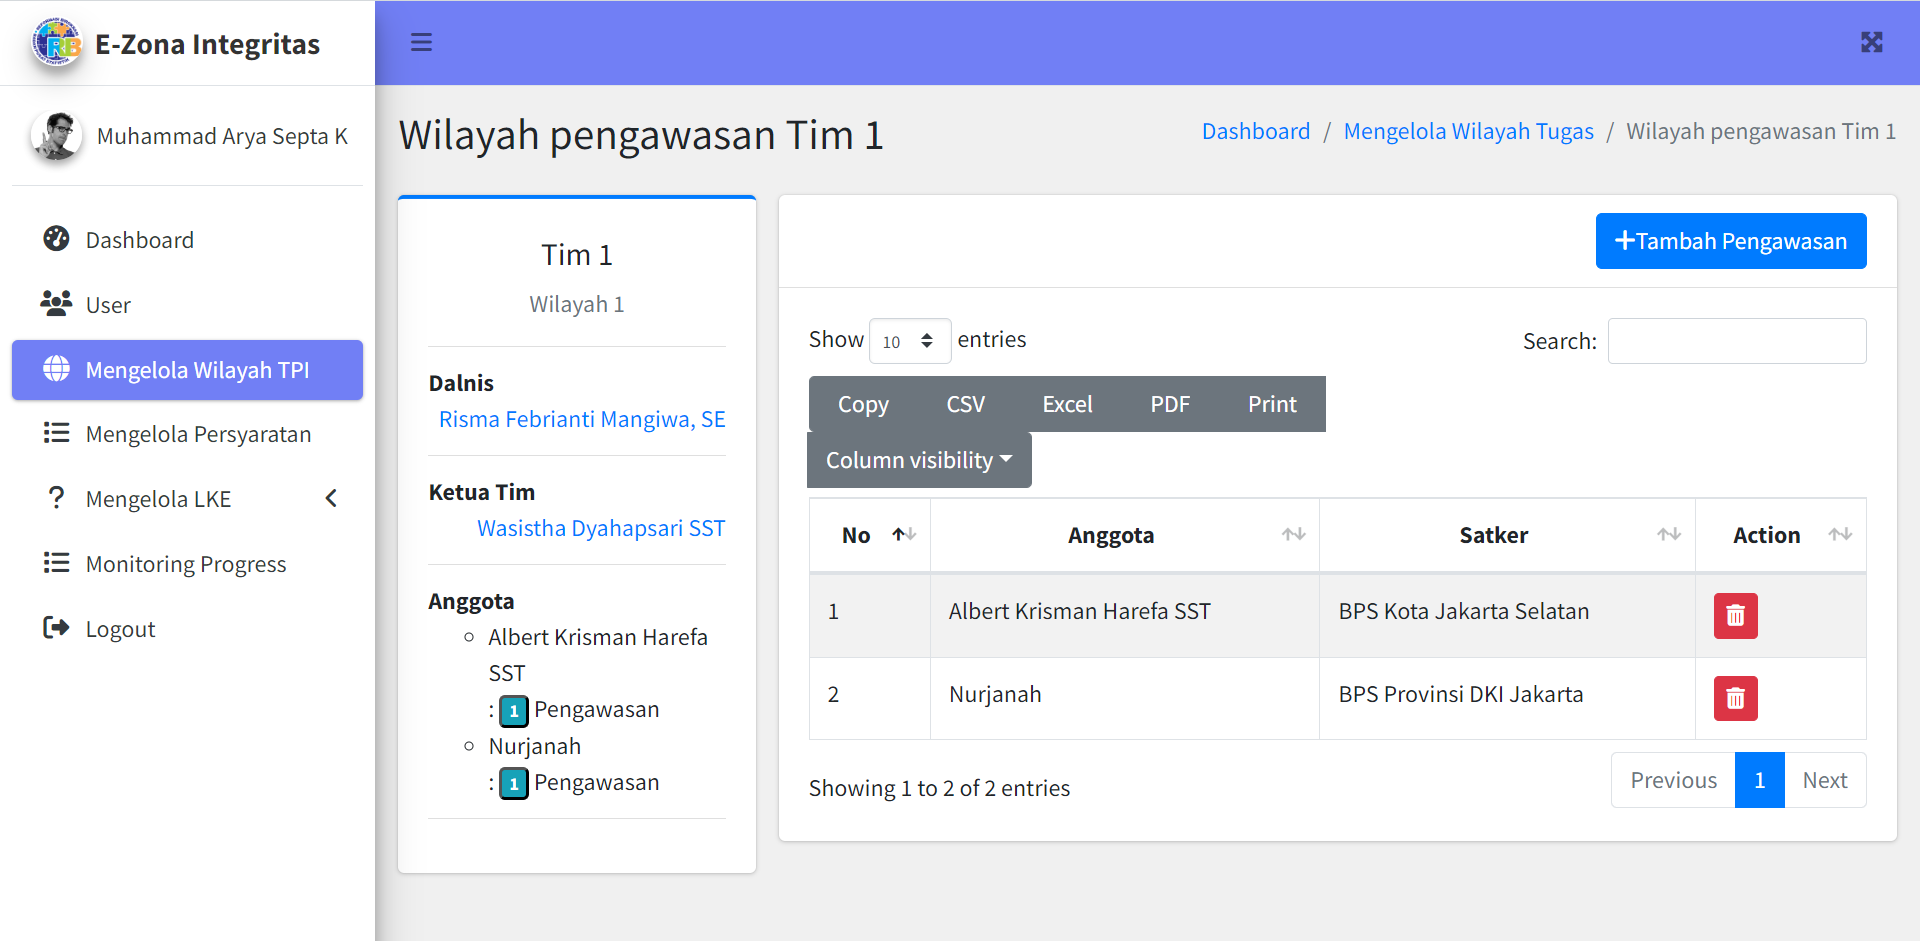 E-Zona Integritas
Muhammad Arya Septa K
Dashboard
User
Mengelola Wilayah TPI
Mengelola Persyaratan
Mengelola LKE
Monitoring Progress
Logout
Wilayah pengawasan Tim 1
Dashboard / Mengelola Wilayah Tugas / Wilayah pengawasan Tim 1
Tim 1
Wilayah 1
Dalnis
Risma Febrianti Mangiwa, SE
Ketua Tim
Wasistha Dyahapsari SST
Anggota
Albert Krisman Harefa
SST
: 1 Pengawasan
Nurjanah
: 1 Pengawasan
+Tambah Pengawasan
Show 10 entries
Search:
Copy CSV Excel PDF Print
Column visibility
No Anggota Satker Action
1 Albert Krisman Harefa SST BPS Kota Jakarta Selatan
2 Nurjanah BPS Provinsi DKI Jakarta
Showing 1 to 2 of 2 entries
Previous 1 Next